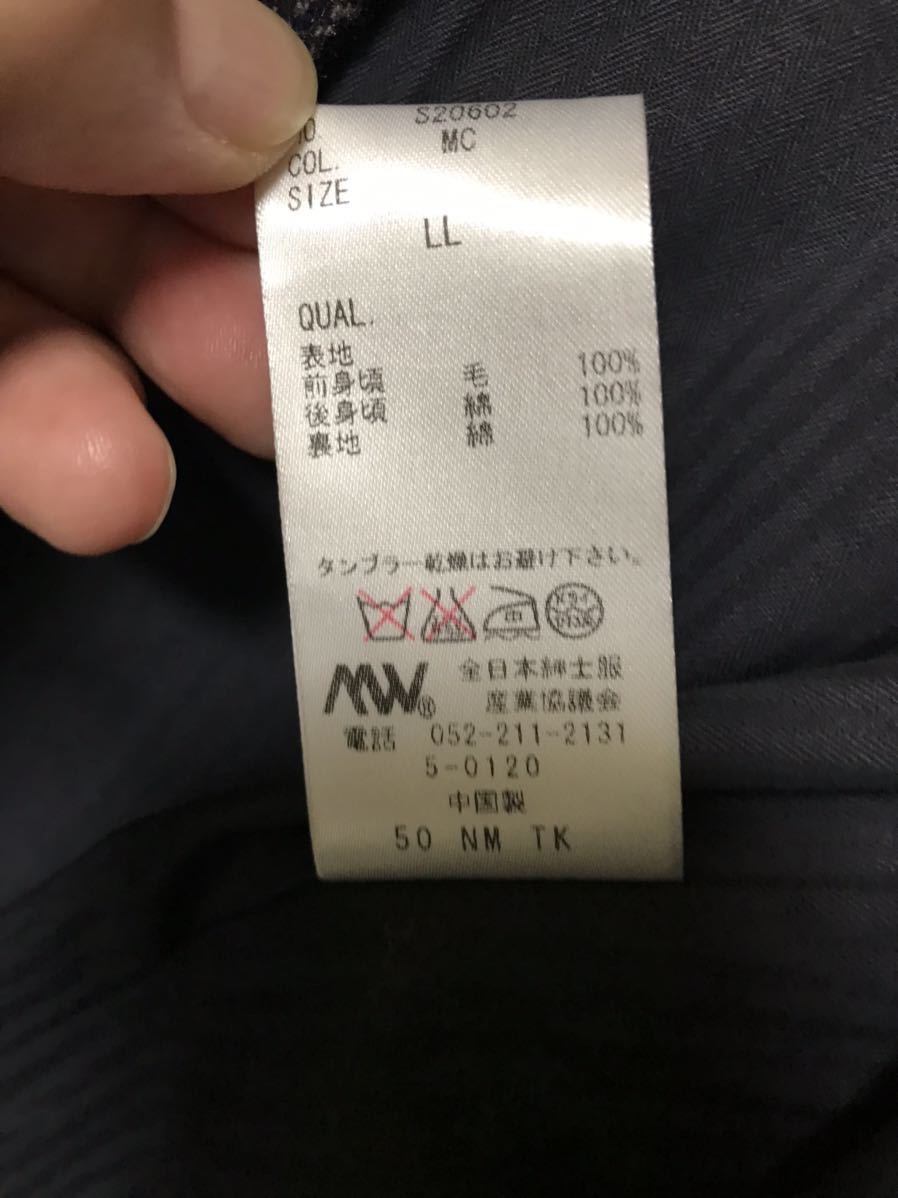 S20602
COL. MC
SIZE
LL
QUAL.
表地
前身頃 毛 100%
後身頃 綿 100%
裏地 綿 100%
タンブラー乾燥はお避け下さい。
MW® 全日本紳士服
産業協議会
電話 052-211-2131
5-0120
中国製
50 NM TK